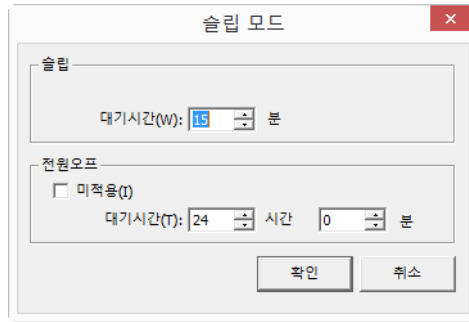 슬립 모드
슬립
대기시간(W): 15 분
전원오프
미적용(I)
대기시간(T): 24 시간 0 분
확인 취소